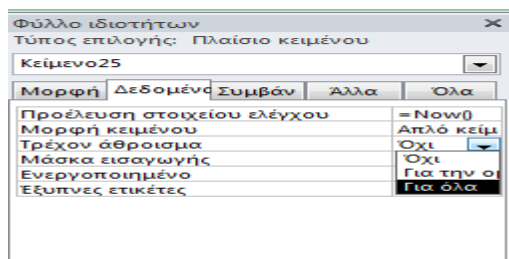 Φύλλο ιδιοτήτων
Τύπος επιλογής: Πλαίσιο κειμένου
Κείμενο25
Μορφή Δεδομένα Συμβάν Άλλα Όλα
Προέλευση στοιχείου ελέγχου =Now()
Μορφή κειμένου Απλό κείμ
Τρέχον άθροισμα Όχι
Μάσκα εισαγωγής Όχι
Ενεργοποιημένο Για την ορ
Έξυπνες ετικέτες Για όλα